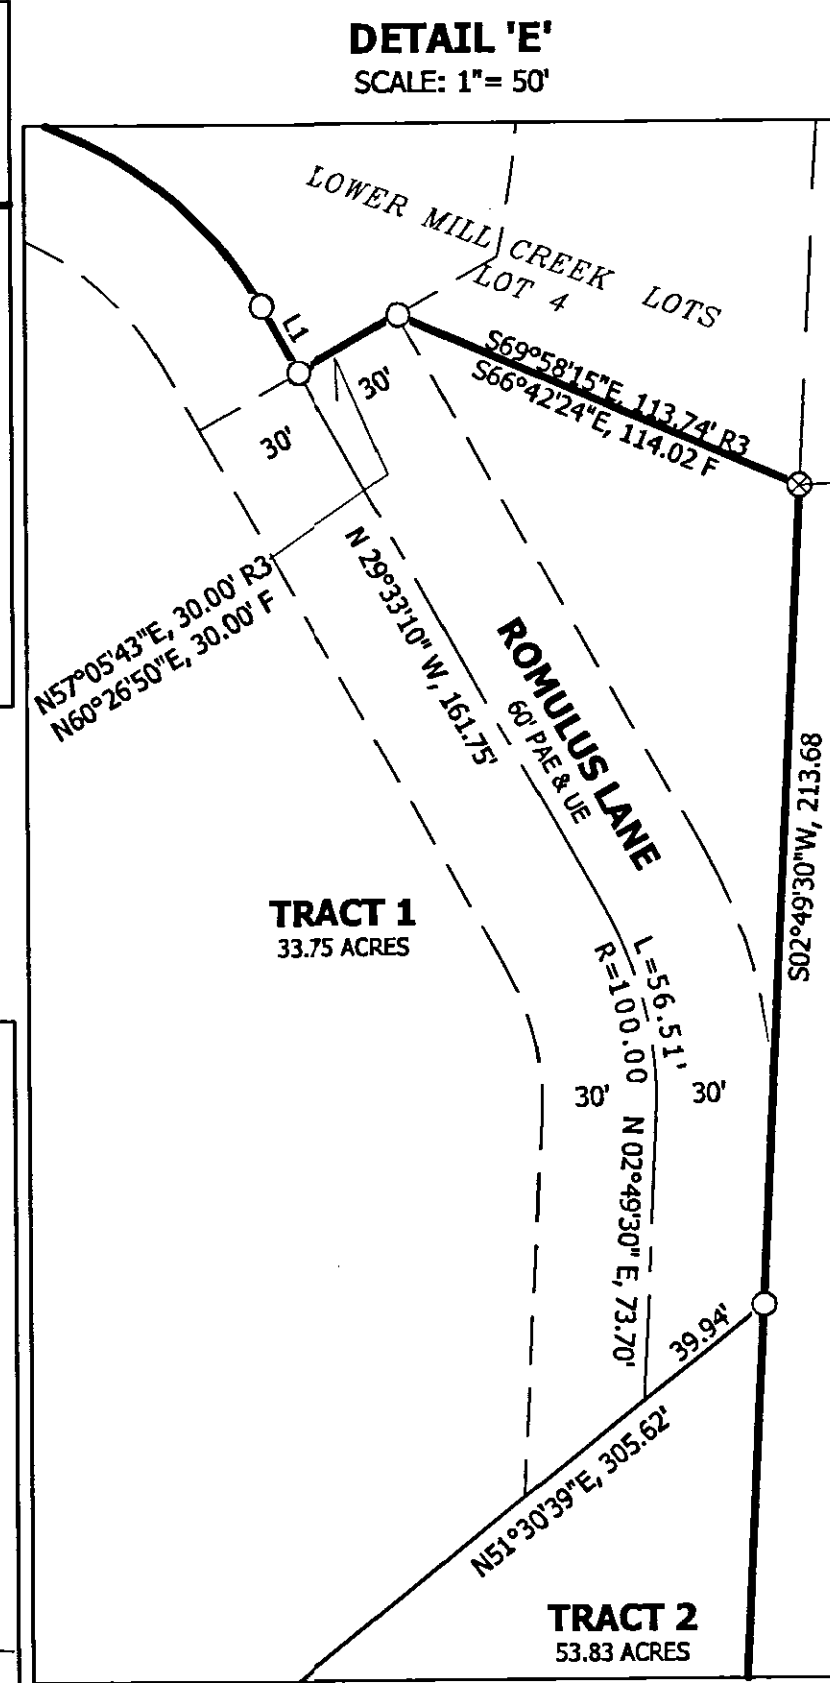 DETAIL 'E'
SCALE: 1"= 50'
LOWER MILL CREEK LOTS
LOT 4
L1
30'
30'
S69°58'15"E, 113.74' R3
S66°42'24"E, 114.02 F
N57°05'43"E, 30.00' R3
N60°26'50"E, 30.00' F
N 29°33'10" W, 161.75'
ROMULUS LANE
60' PAE & UE
S02°49'30"W, 213.68
TRACT 1
33.75 ACRES
L=56.51'
R=100.00
30'
30'
N 02°49'30" E, 73.70'
39.94'
N51°30'39"E, 305.62'
TRACT 2
53.83 ACRES